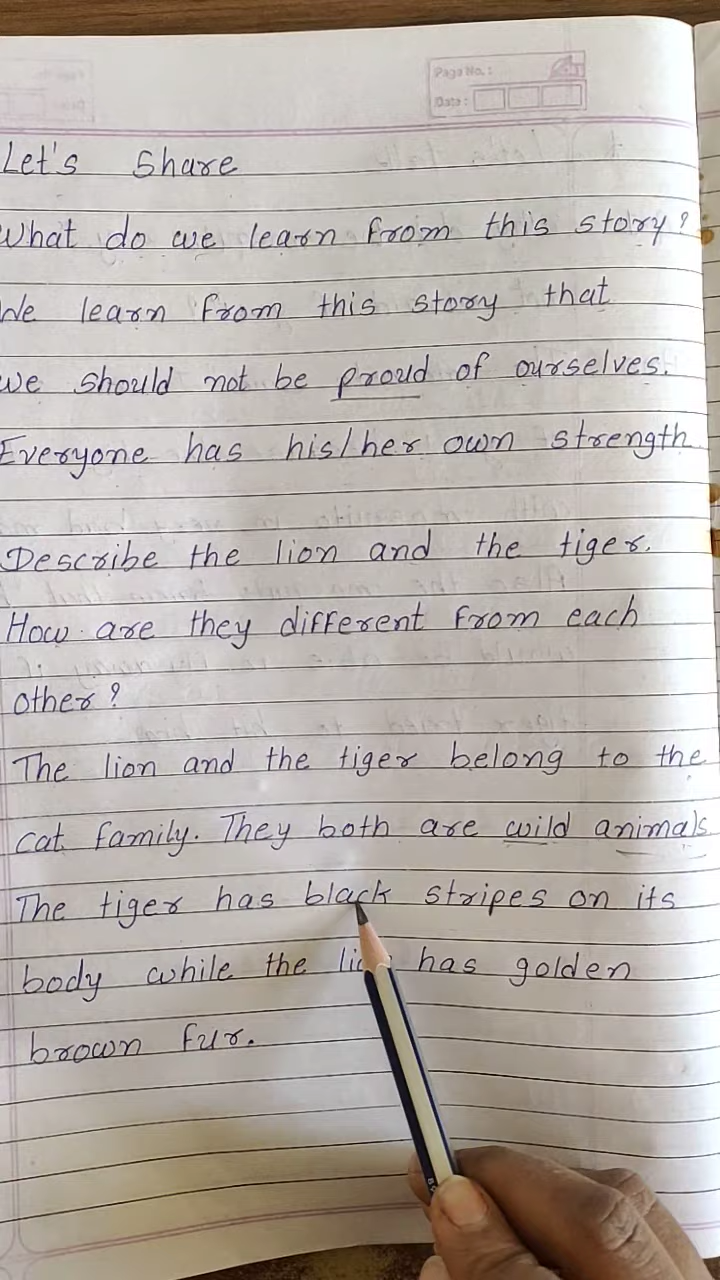 Page No. :
Date :
Let's Share
What do we learn from this story?
We learn from this story that
we should not be proud of ourselves.
Everyone has his/her own strength
Describe the lion and the tiger.
How are they different from each
other?
The lion and the tiger belong to the
cat family. They both are wild animals
The tiger has black stripes on its
body while the lion has golden
brown fur.